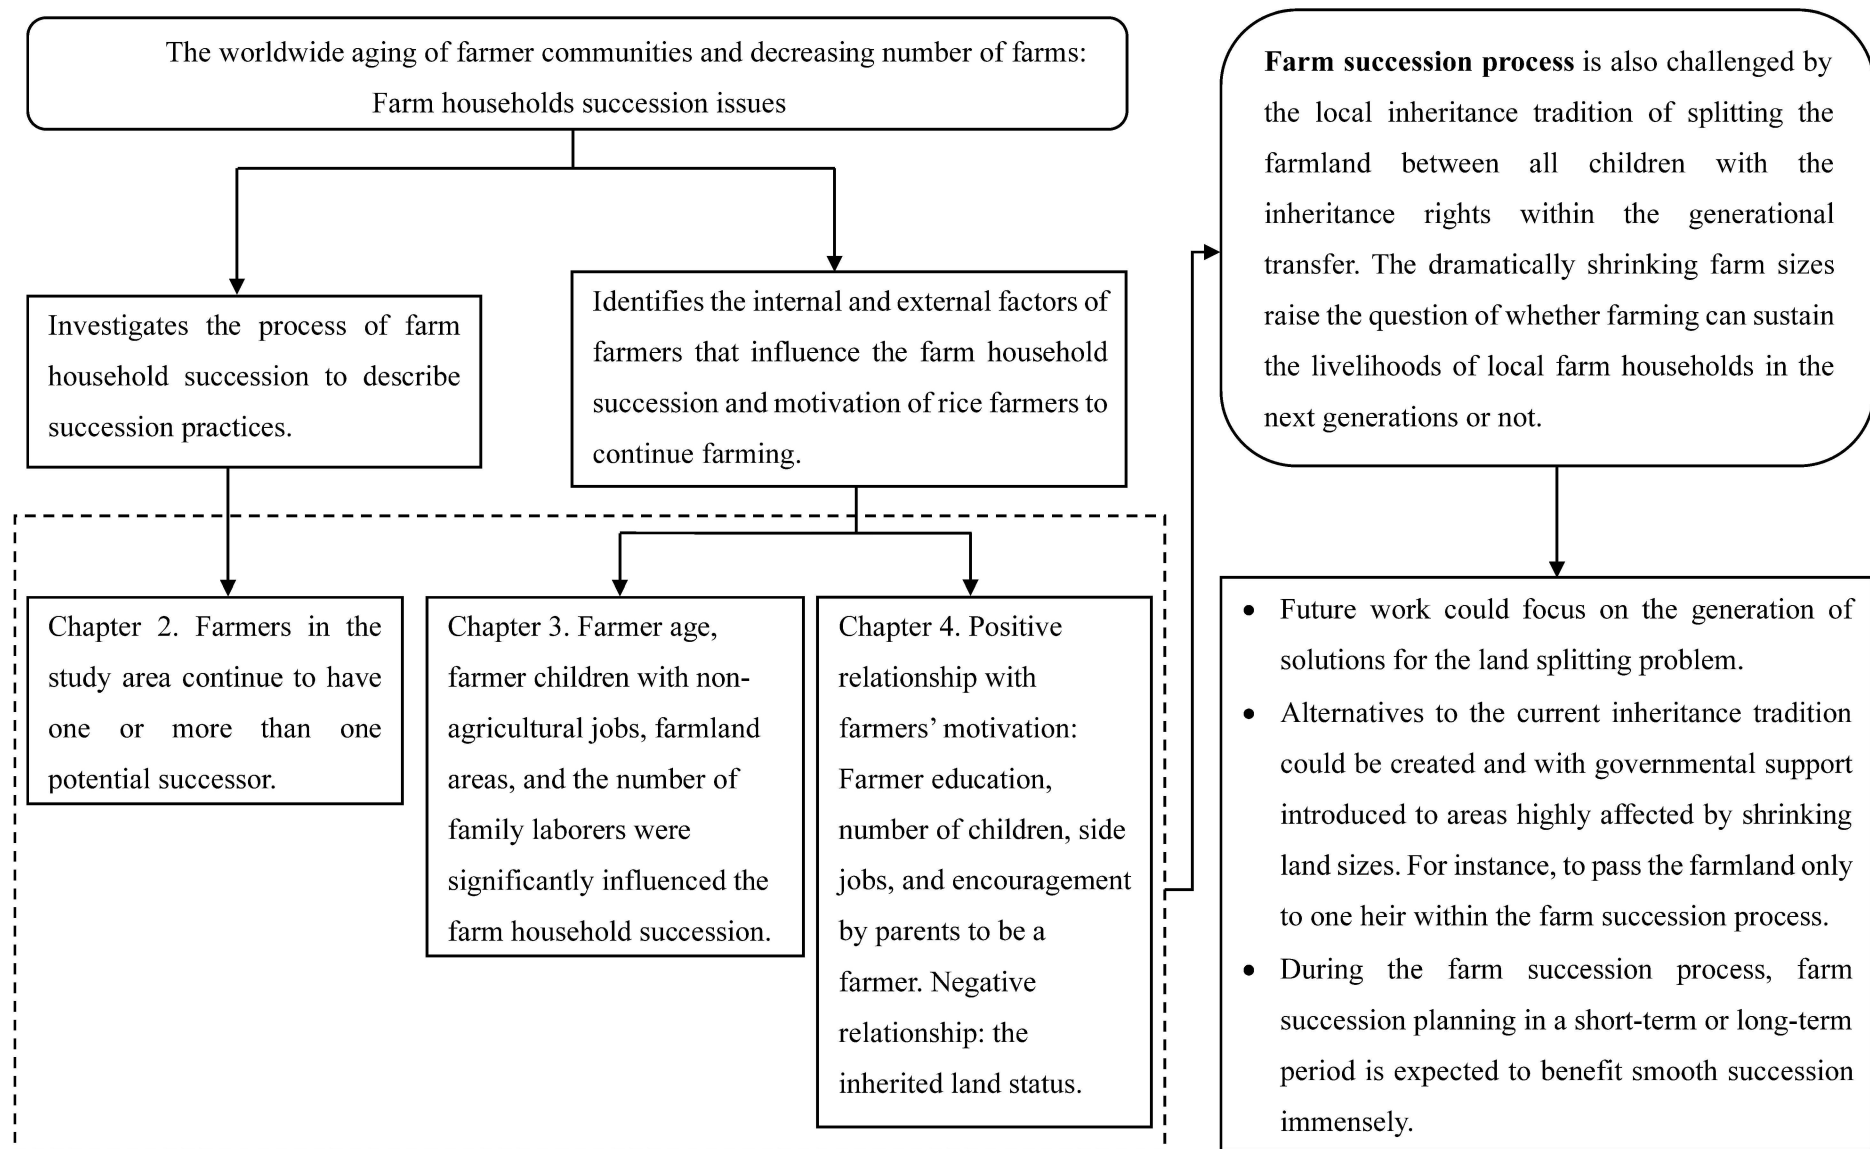 The worldwide aging of farmer communities and decreasing number of farms:
Farm households succession issues
Investigates the process of farm
household succession to describe
succession practices.
Identifies the internal and external factors of
farmers that influence the farm household
succession and motivation of rice farmers to
continue farming.
Chapter 2. Farmers in the
study area continue to have
one or more than one
potential successor.
Chapter 3. Farmer age,
farmer children with non-
agricultural jobs, farmland
areas, and the number of
family laborers were
significantly influenced the
farm household succession.
Chapter 4. Positive
relationship with
farmers’ motivation:
Farmer education,
number of children, side
jobs, and encouragement
by parents to be a
farmer. Negative
relationship: the
inherited land status.
Farm succession process is also challenged by
the local inheritance tradition of splitting the
farmland between all children with the
inheritance rights within the generational
transfer. The dramatically shrinking farm sizes
raise the question of whether farming can sustain
the livelihoods of local farm households in the
next generations or not.
• Future work could focus on the generation of
solutions for the land splitting problem.
• Alternatives to the current inheritance tradition
could be created and with governmental support
introduced to areas highly affected by shrinking
land sizes. For instance, to pass the farmland only
to one heir within the farm succession process.
• During the farm succession process, farm
succession planning in a short-term or long-term
period is expected to benefit smooth succession
immensely.